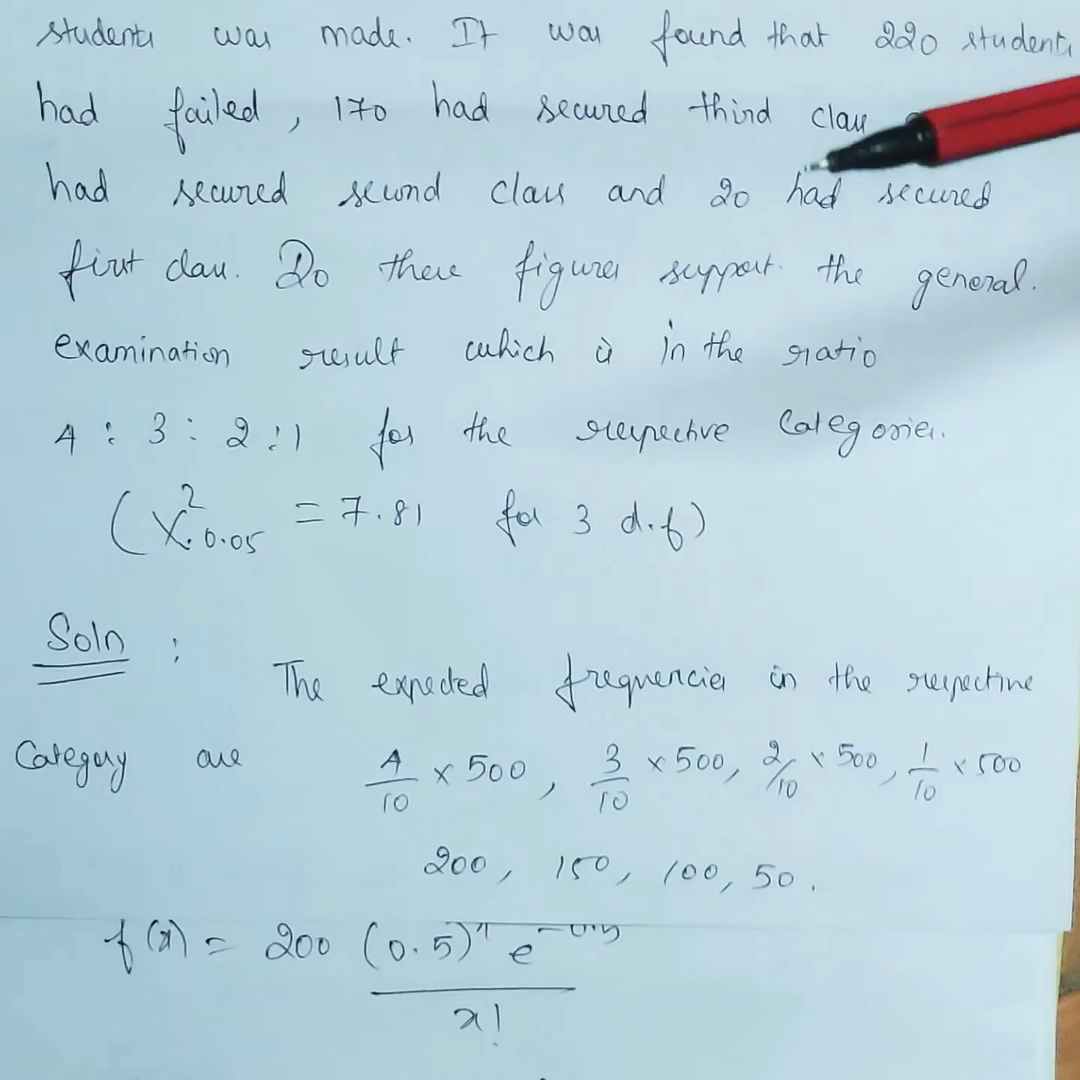 students was made. It was found that 220 students
had failed, 170 had secured third class
had secured second class and 20 had secured
first class. Do these figures support the general.
examination result which is in the ratio
4 : 3 : 2 : 1 for the respective Categories.
(χ²0.05 = 7.81 for 3 d.f)
Soln :
The expected frequencies in the respective
Category are 4/10 × 500, 3/10 × 500, 2/10 × 500, 1/10 × 500
200, 150, 100, 50.
f(x) = 200 (0.5)ˣ e / x!